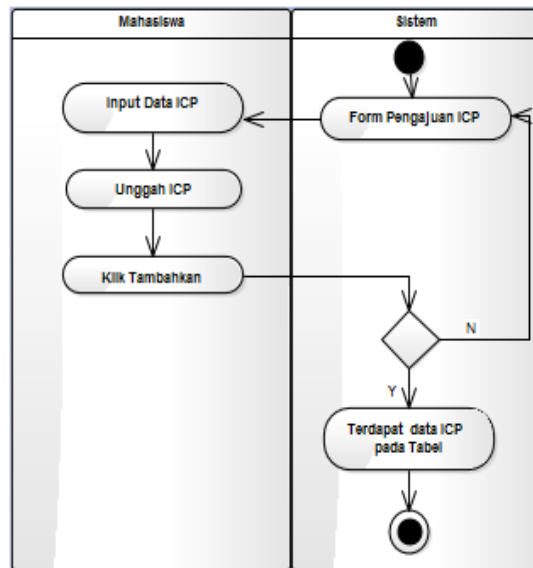 Mahasiswa
Sistem
Form Pengajuan ICP
Input Data ICP
Unggah ICP
Klik Tambahkan
N
Y
Terdapat data ICP
pada Tabel